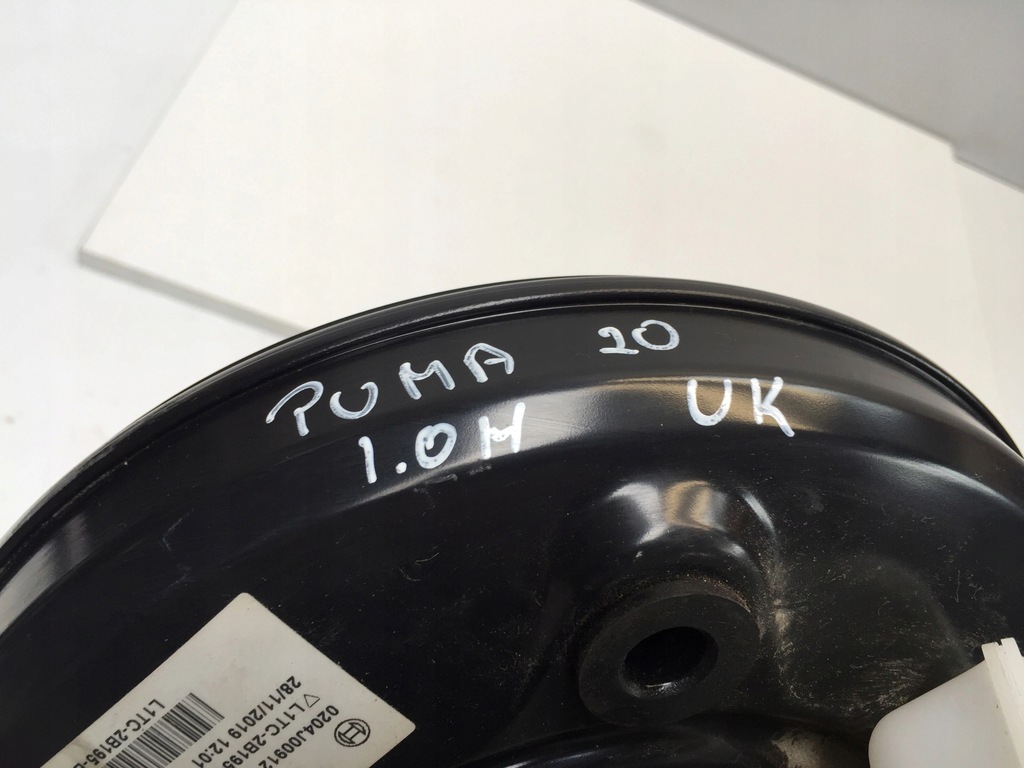 PUMA 20
1.0H UK
0204J00912
L1TC-2B195
28/11/2019 12:01
L1TC-2B195-